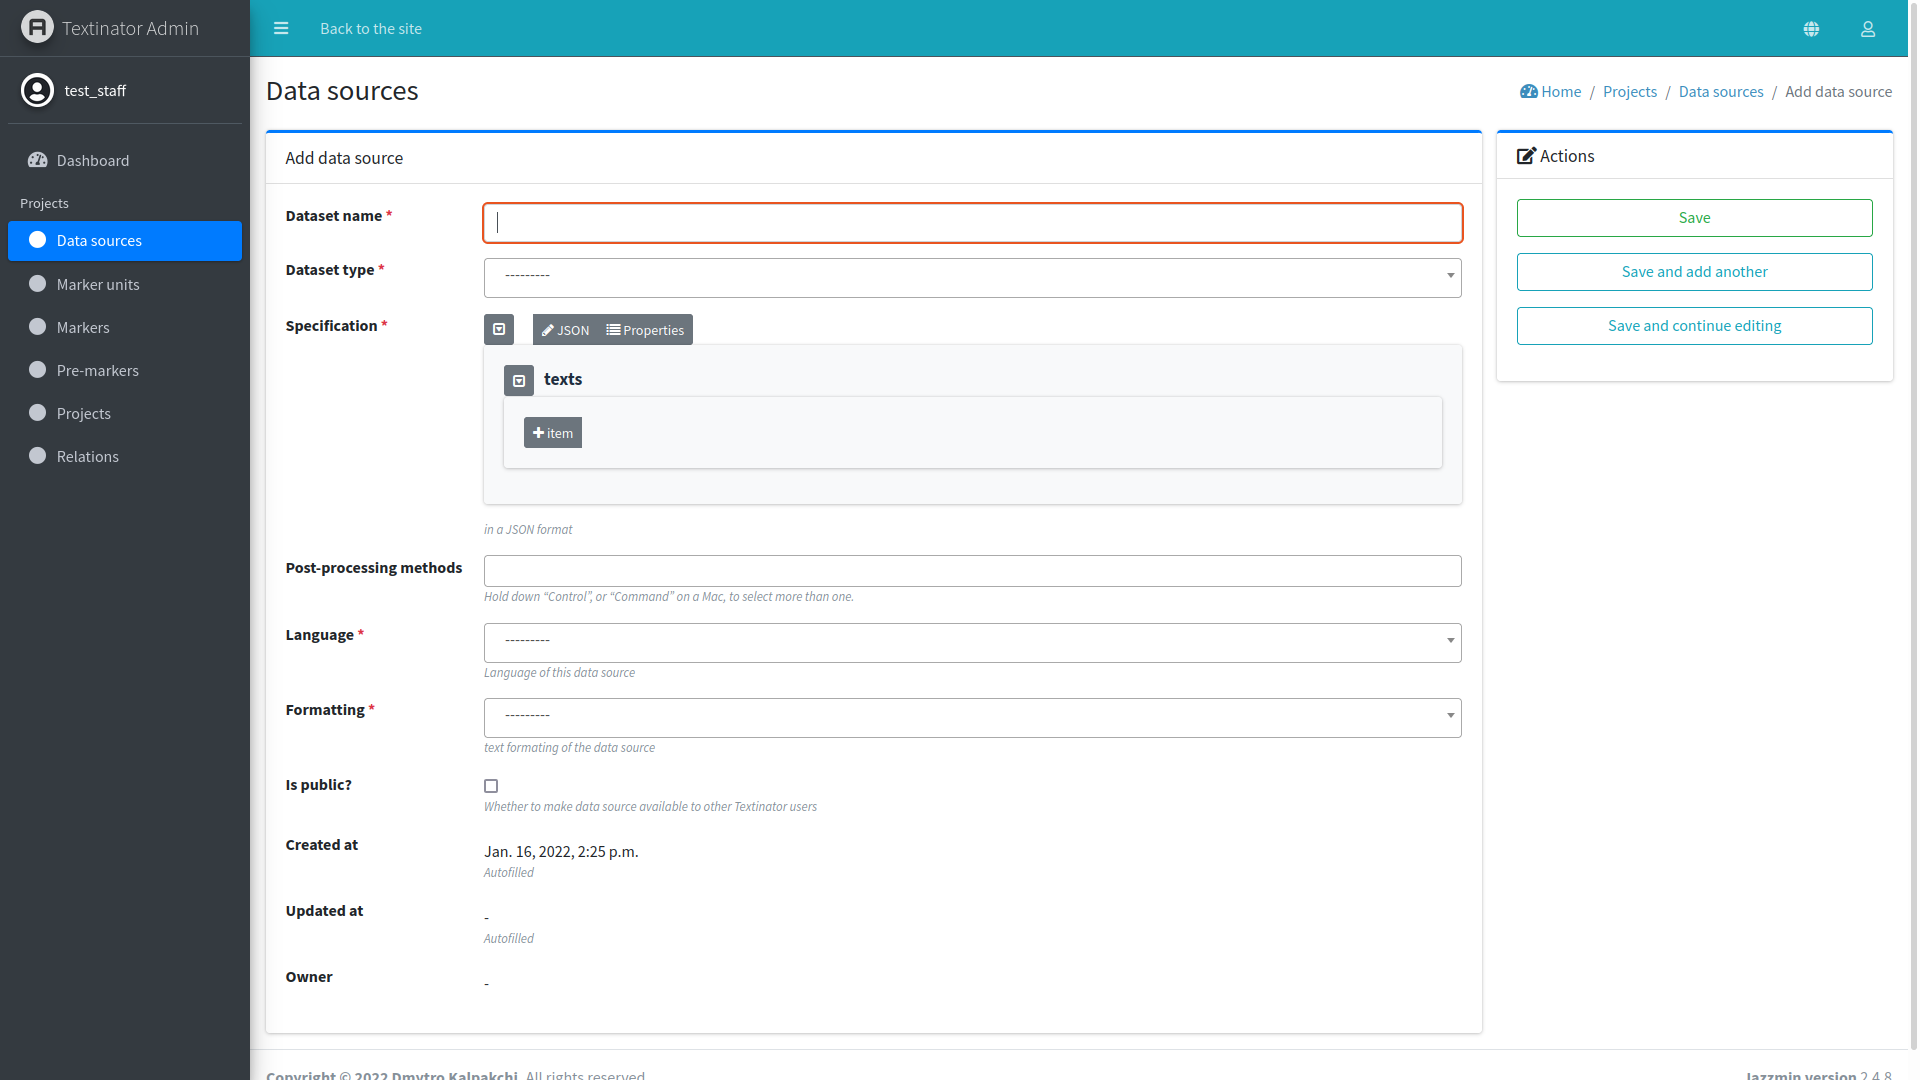 Textinator Admin
Back to the site
test_staff
Dashboard
Projects
Data sources
Marker units
Markers
Pre-markers
Projects
Relations
Data sources
Home / Projects / Data sources / Add data source
Add data source
Dataset name *
Dataset type *
---------
Specification *
JSON Properties
texts
item
in a JSON format
Post-processing methods
Hold down “Control”, or “Command” on a Mac, to select more than one.
Language *
---------
Language of this data source
Formatting *
---------
text formating of the data source
Is public?
Whether to make data source available to other Textinator users
Created at
Jan. 16, 2022, 2:25 p.m.
Autofilled
Updated at
-
Autofilled
Owner
-
Actions
Save
Save and add another
Save and continue editing
Copyright © 2022 Dmytro Kalpakchi. All rights reserved.
Jazzmin version 2.4.8